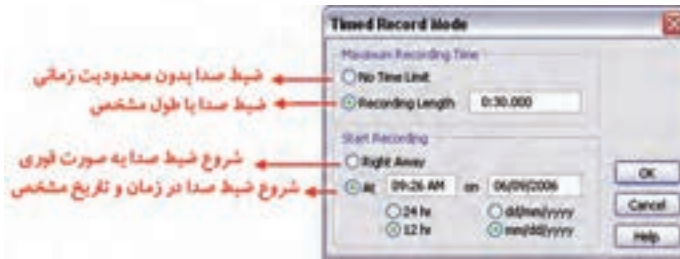 Timed Record Mode
Maximum Recording Time
ضبط صدا بدون محدودیت زمانی
No Time Limit
ضبط صدا با طول مشخص
Recording Length 0:30.000
Start Recording
شروع ضبط صدا به صورت فوری
Right Away
شروع ضبط صدا در زمان و تاریخ مشخص
At 09:26 AM on 06/09/2006
24 hr dd/mm/yyyy
12 hr mm/dd/yyyy
OK
Cancel
Help